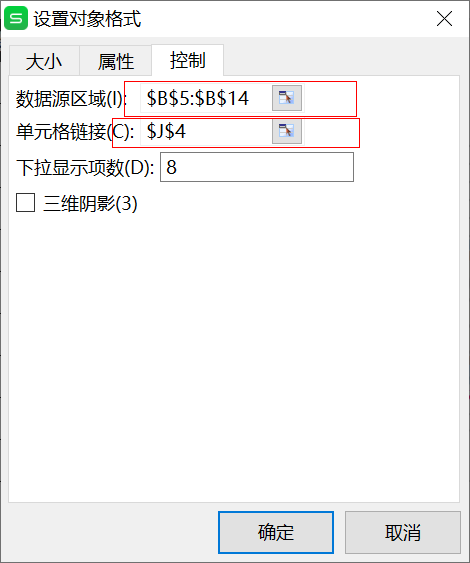 设置对象格式
大小 属性 控制
数据源区域(I): $B$5:$B$14
单元格链接(C): $J$4
下拉显示项数(D): 8
三维阴影(3)
确定 取消